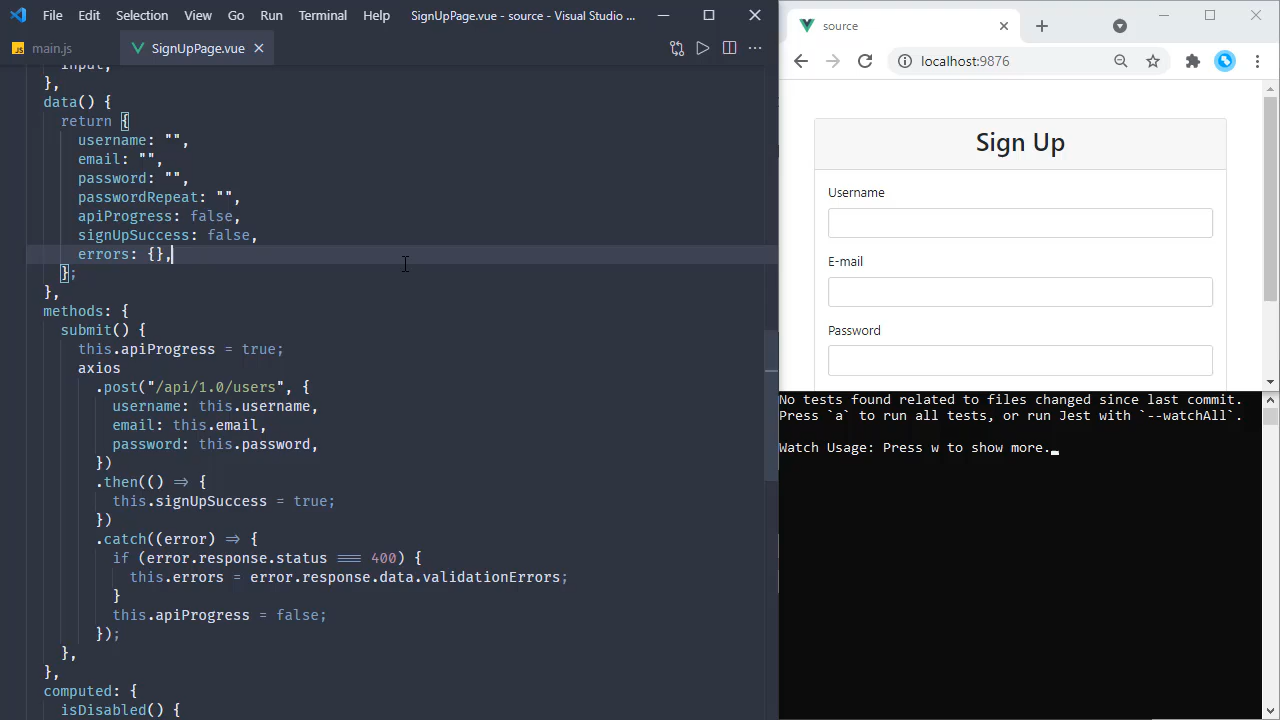 File Edit Selection View Go Run Terminal Help SignUpPage.vue - source - Visual Studio ...
JS main.js SignUpPage.vue
input,
},
data() {
return {
username: "",
email: "",
password: "",
passwordRepeat: "",
apiProgress: false,
signUpSuccess: false,
errors: {},
};
},
methods: {
submit() {
this.apiProgress = true;
axios
.post("/api/1.0/users", {
username: this.username,
email: this.email,
password: this.password,
})
.then(() => {
this.signUpSuccess = true;
})
.catch((error) => {
if (error.response.status === 400) {
this.errors = error.response.data.validationErrors;
}
this.apiProgress = false;
});
},
},
computed: {
isDisabled() {
source
localhost:9876
Sign Up
Username
E-mail
Password
No tests found related to files changed since last commit.
Press `a` to run all tests, or run Jest with `--watchAll`.
Watch Usage: Press w to show more.